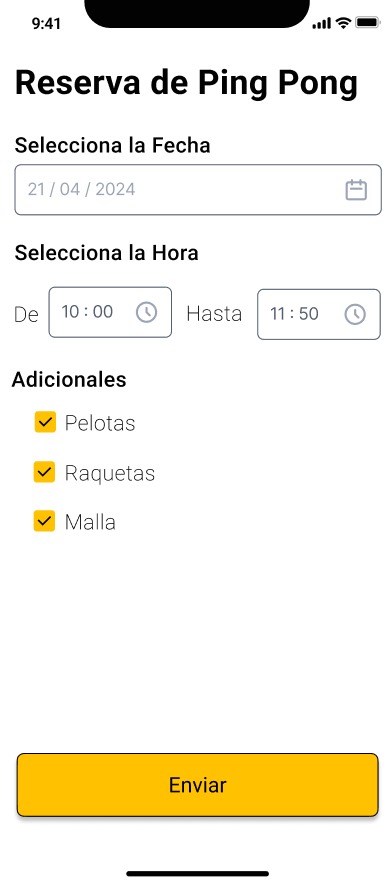 9:41
Reserva de Ping Pong
Selecciona la Fecha
21 / 04 / 2024
Selecciona la Hora
De 10 : 00 Hasta 11 : 50
Adicionales
Pelotas
Raquetas
Malla
Enviar